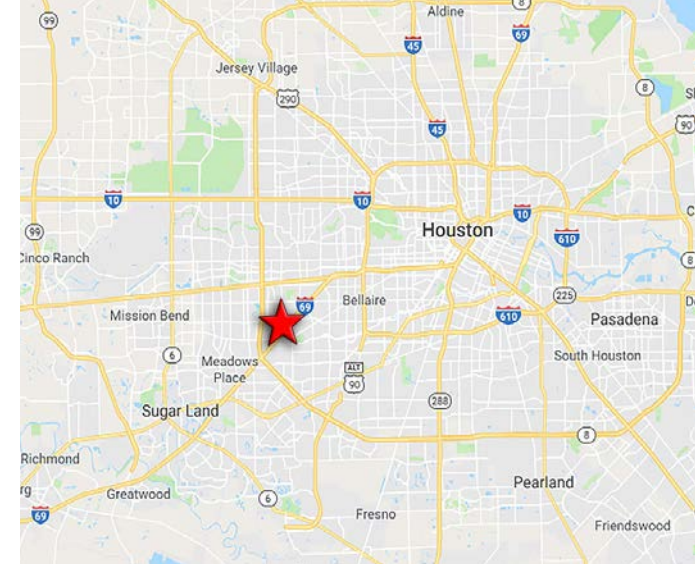 8
Aldine
99
69
45
Jersey Village
290
8
90
45
10
10
Houston
10
99
610
Cinco Ranch
8
225
69
Bellaire
Mission Bend
610
Pasadena
6
Meadows
Place
South Houston
ALT
90
Sugar Land
288
8
Richmond
Pearland
Greatwood
6
69
Fresno
Friendswood